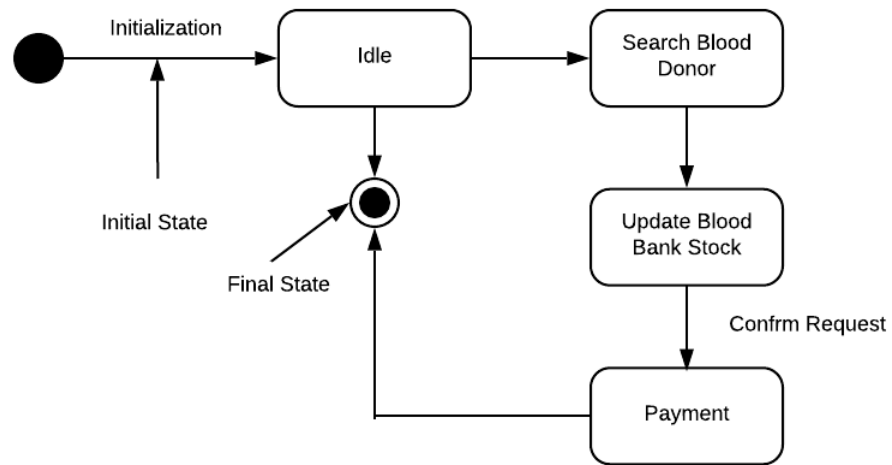 Initialization
Idle
Search Blood
Donor
Initial State
Update Blood
Bank Stock
Final State
Confrm Request
Payment